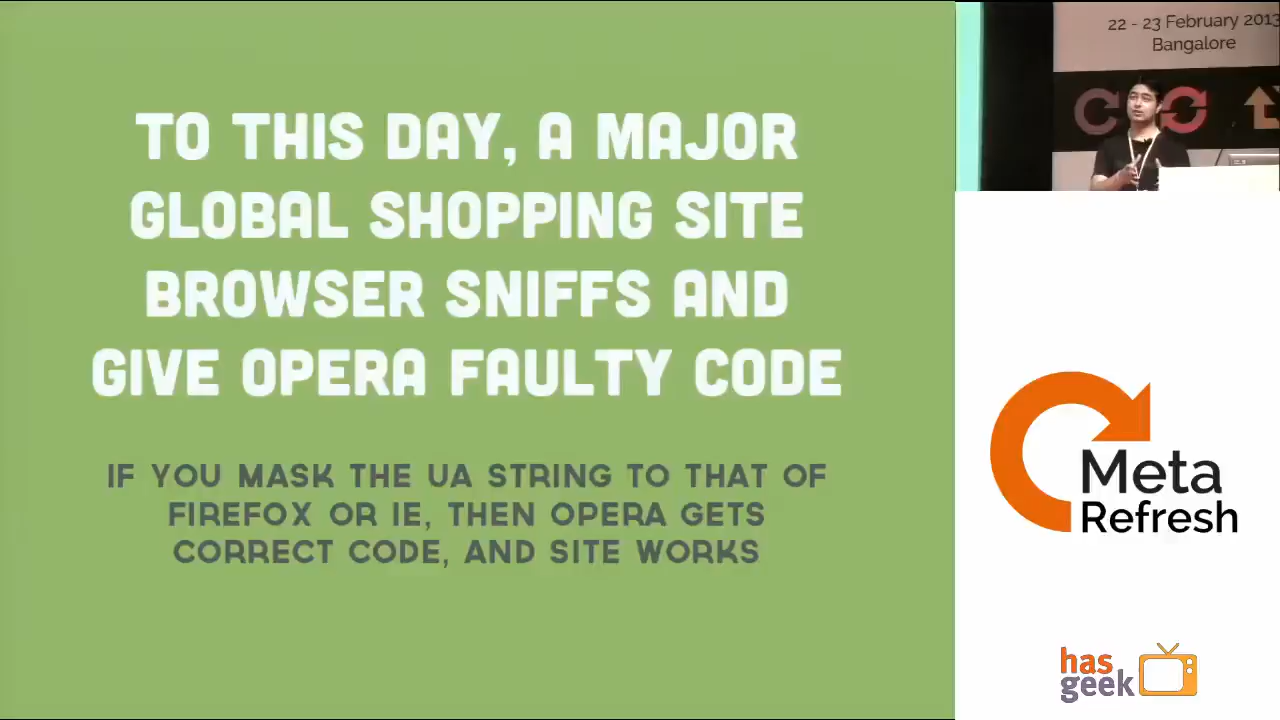 TO THIS DAY, A MAJOR
GLOBAL SHOPPING SITE
BROWSER SNIFFS AND
GIVE OPERA FAULTY CODE
IF YOU MASK THE UA STRING TO THAT OF
FIREFOX OR IE, THEN OPERA GETS
CORRECT CODE, AND SITE WORKS
22 - 23 February 2013
Bangalore
Meta
Refresh
has
geek